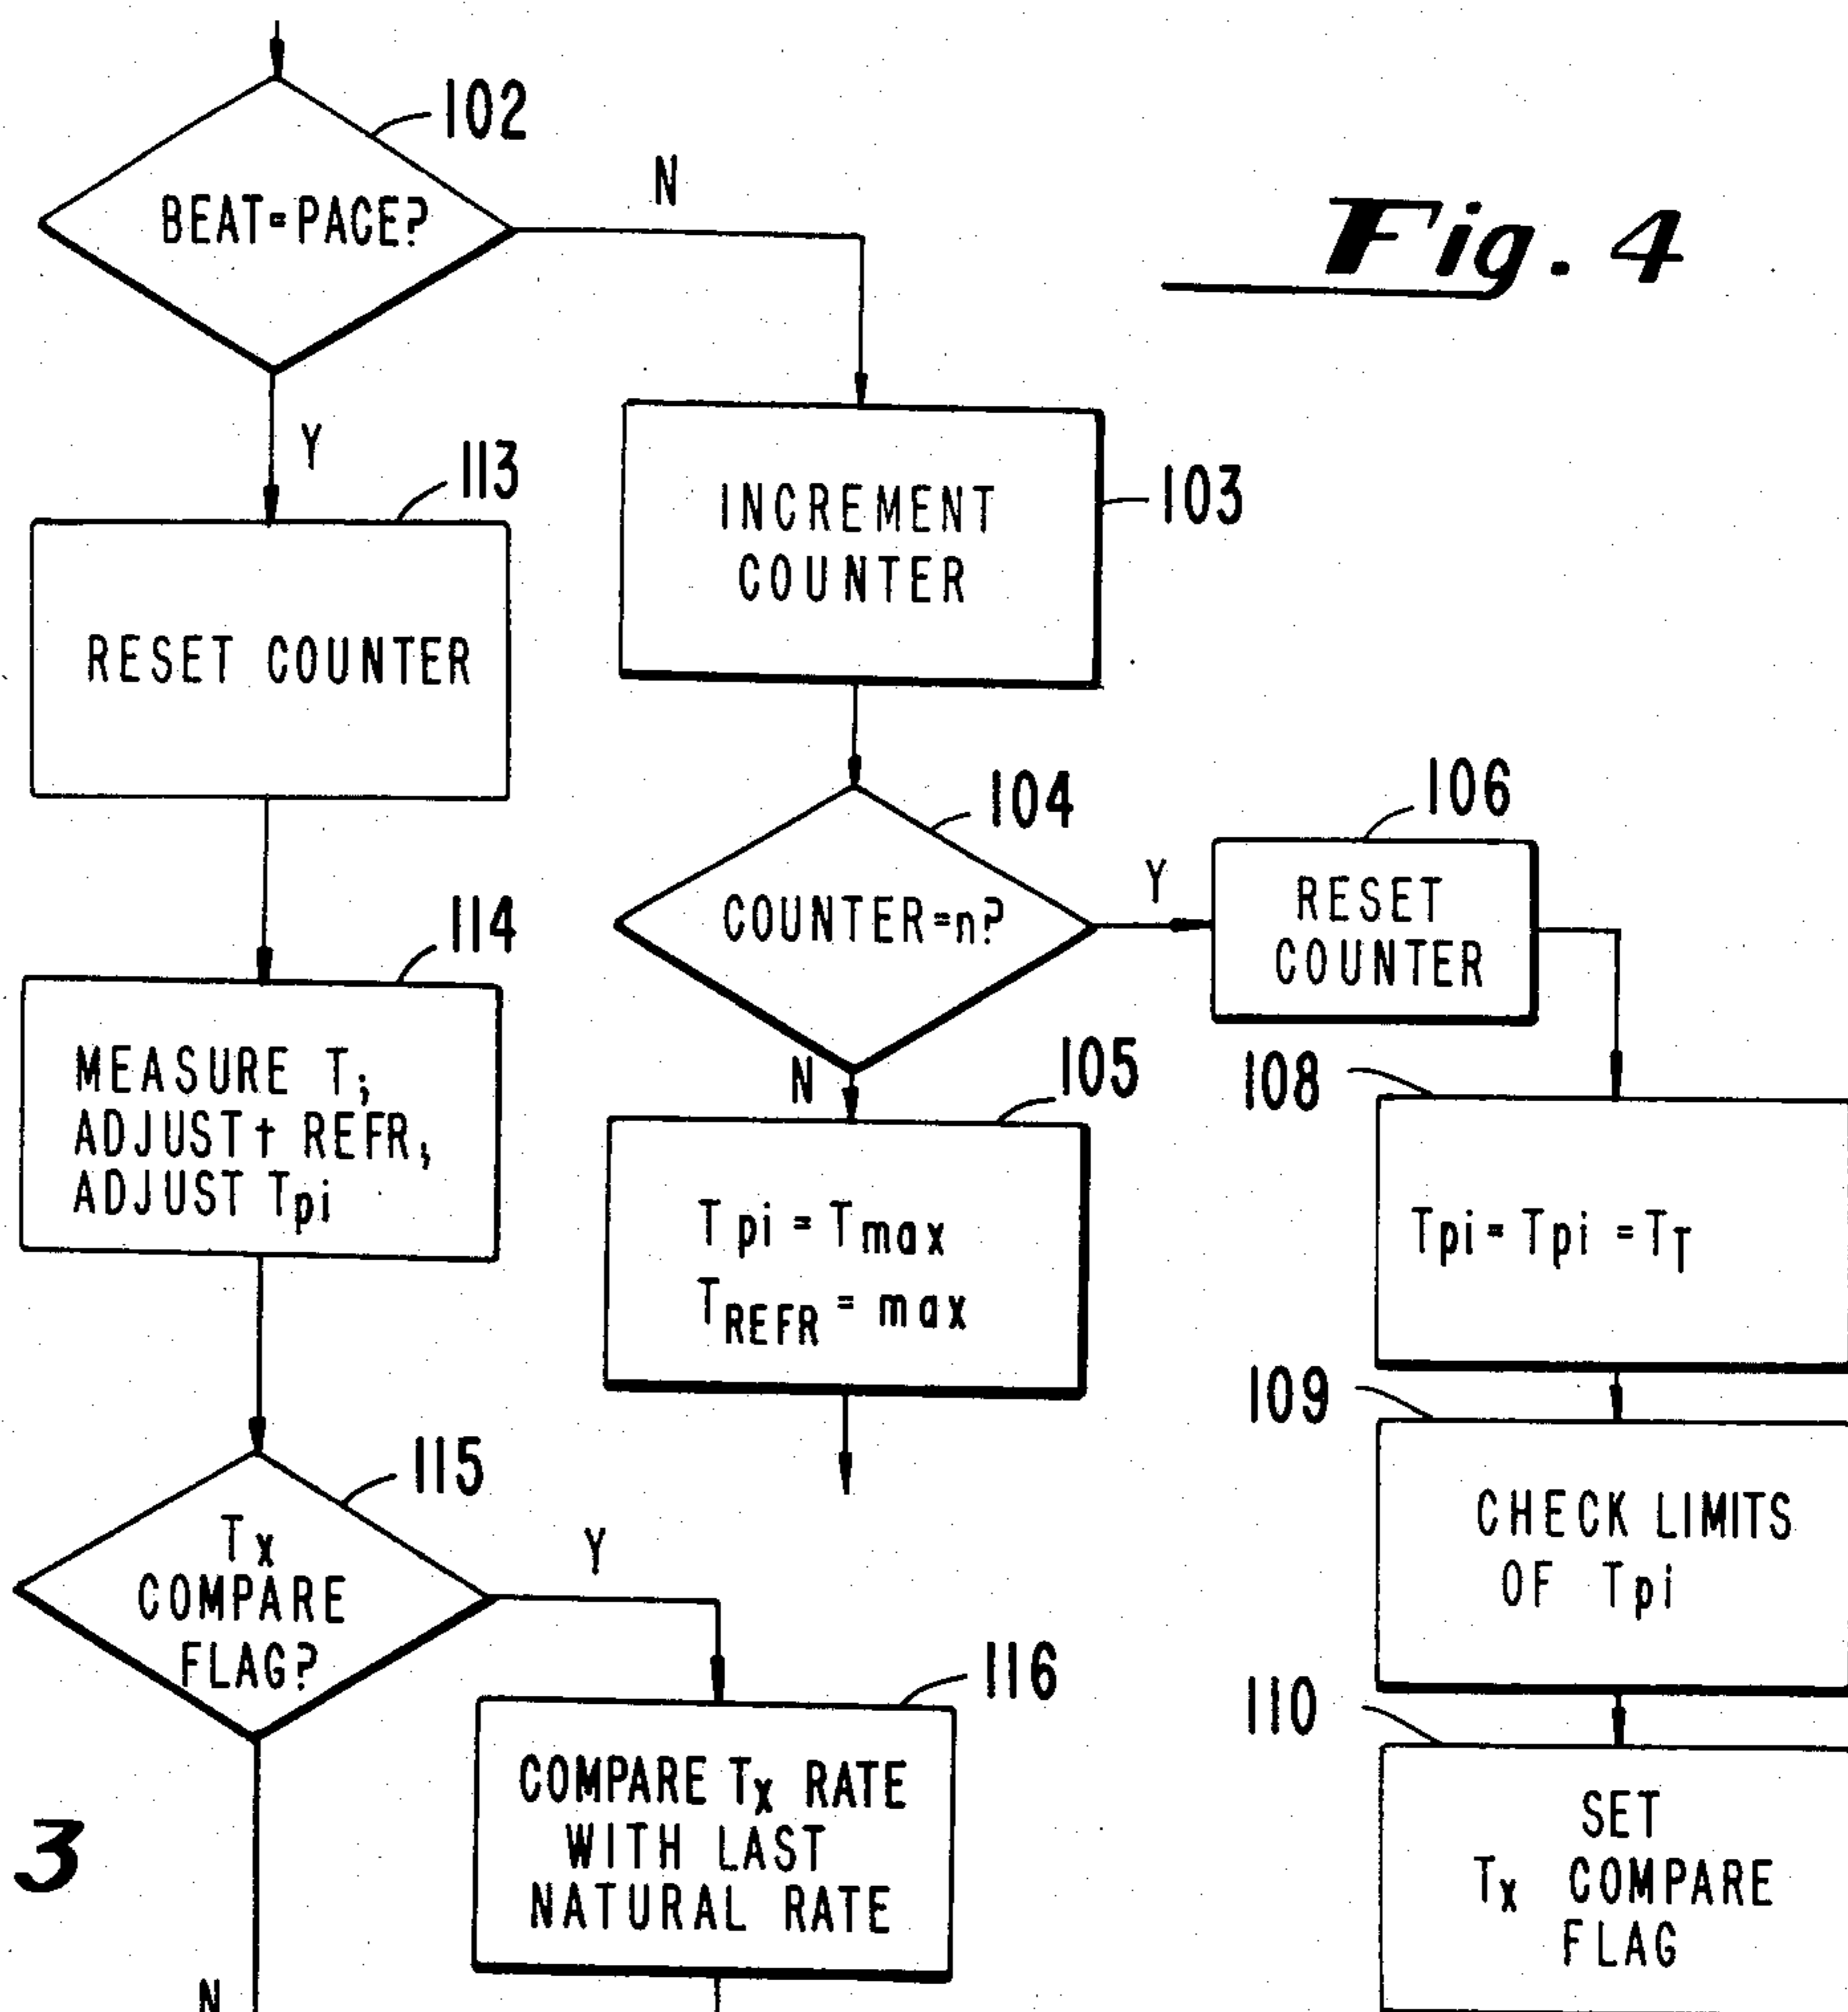 102
BEAT=PACE?
N
Fig. 4
Y
113
RESET COUNTER
INCREMENT
COUNTER
103
114
MEASURE T;
ADJUST† REFR,
ADJUST Tpi
104
COUNTER=n?
Y
106
RESET
COUNTER
N
105
Tpi = Tmax
TREFR = max
108
Tpi = Tpi = TT
109
CHECK LIMITS
OF Tpi
110
SET
Tx COMPARE
FLAG
115
Tx
COMPARE
FLAG?
Y
116
COMPARE Tx RATE
WITH LAST
NATURAL RATE
3
N